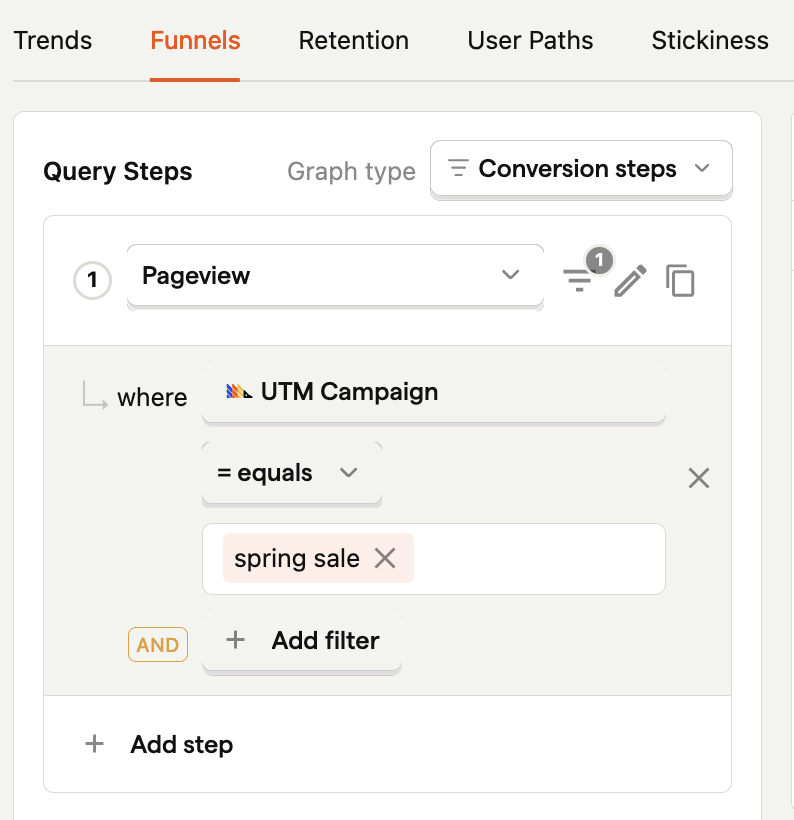 Trends Funnels Retention User Paths Stickiness
Query Steps Graph type Conversion steps
1 Pageview 1
where UTM Campaign
= equals
spring sale
AND + Add filter
+ Add step